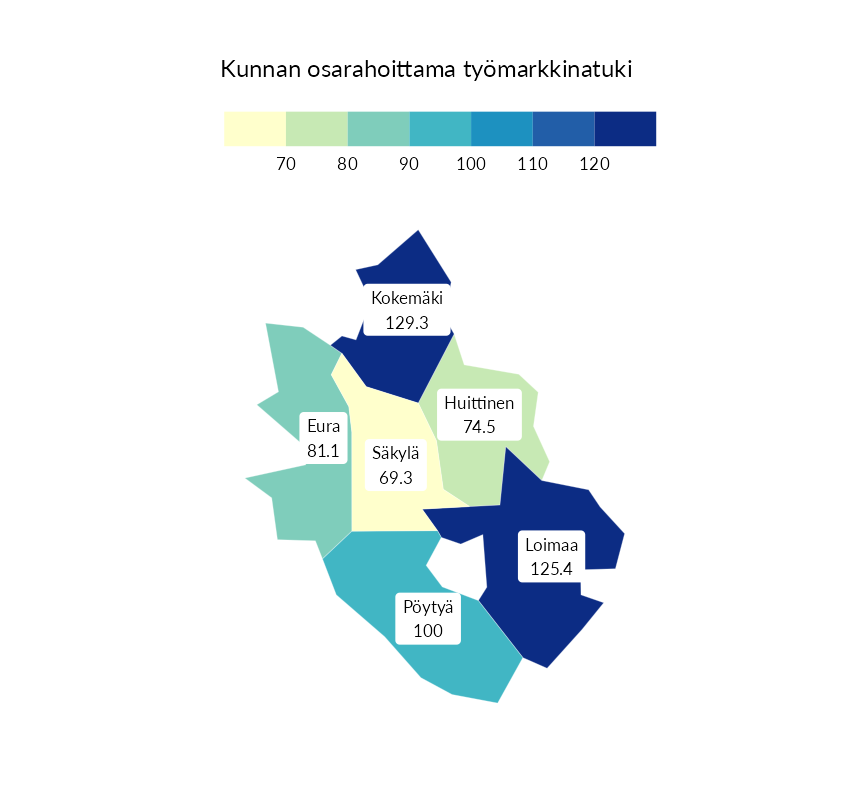 Kunnan osarahoittama työmarkkinatuki
70 80 90 100 110 120
Kokemäki
129.3
Huittinen
74.5
Eura
81.1
Säkylä
69.3
Loimaa
125.4
Pöytyä
100